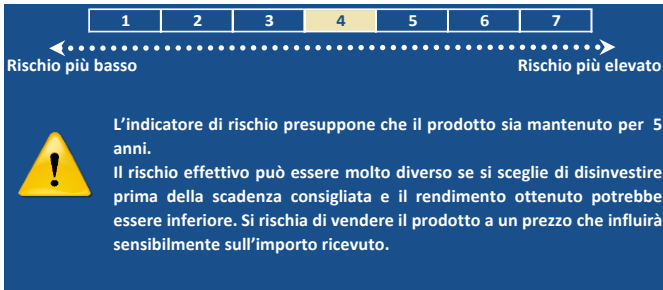 1 2 3 4 5 6 7
Rischio più basso Rischio più elevato
L’indicatore di rischio presuppone che il prodotto sia mantenuto per 5
anni.
Il rischio effettivo può essere molto diverso se si sceglie di disinvestire
prima della scadenza consigliata e il rendimento ottenuto potrebbe
essere inferiore. Si rischia di vendere il prodotto a un prezzo che influirà
sensibilmente sull’importo ricevuto.